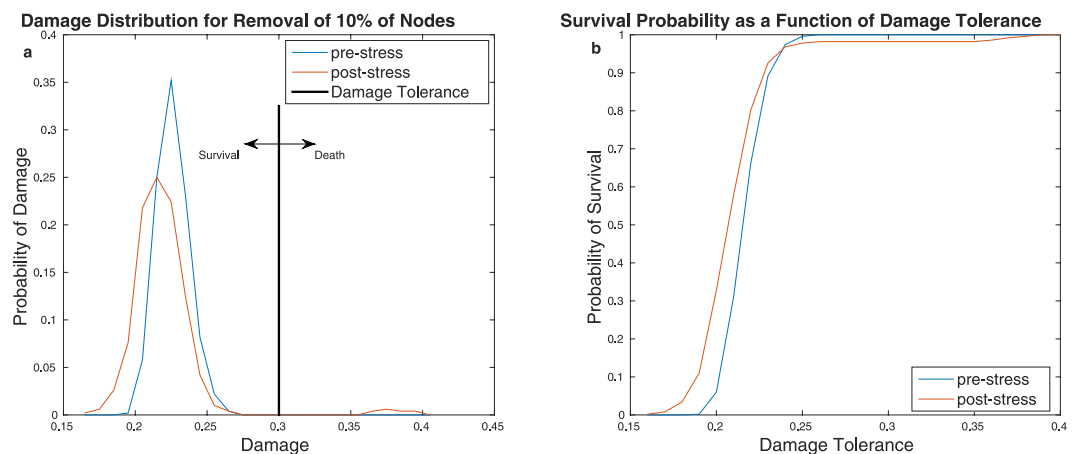 Damage Distribution for Removal of 10% of Nodes
a
pre-stress
post-stress
Damage Tolerance
Survival
Death
Probability of Damage
0.4
0.35
0.3
0.25
0.2
0.15
0.1
0.05
0
0.15
0.2
0.25
0.3
0.35
0.4
0.45
Damage
Survival Probability as a Function of Damage Tolerance
b
Probability of Survival
1
0.9
0.8
0.7
0.6
0.5
0.4
0.3
0.2
0.1
0
pre-stress
post-stress
0.15
0.2
0.25
0.3
0.35
0.4
Damage Tolerance